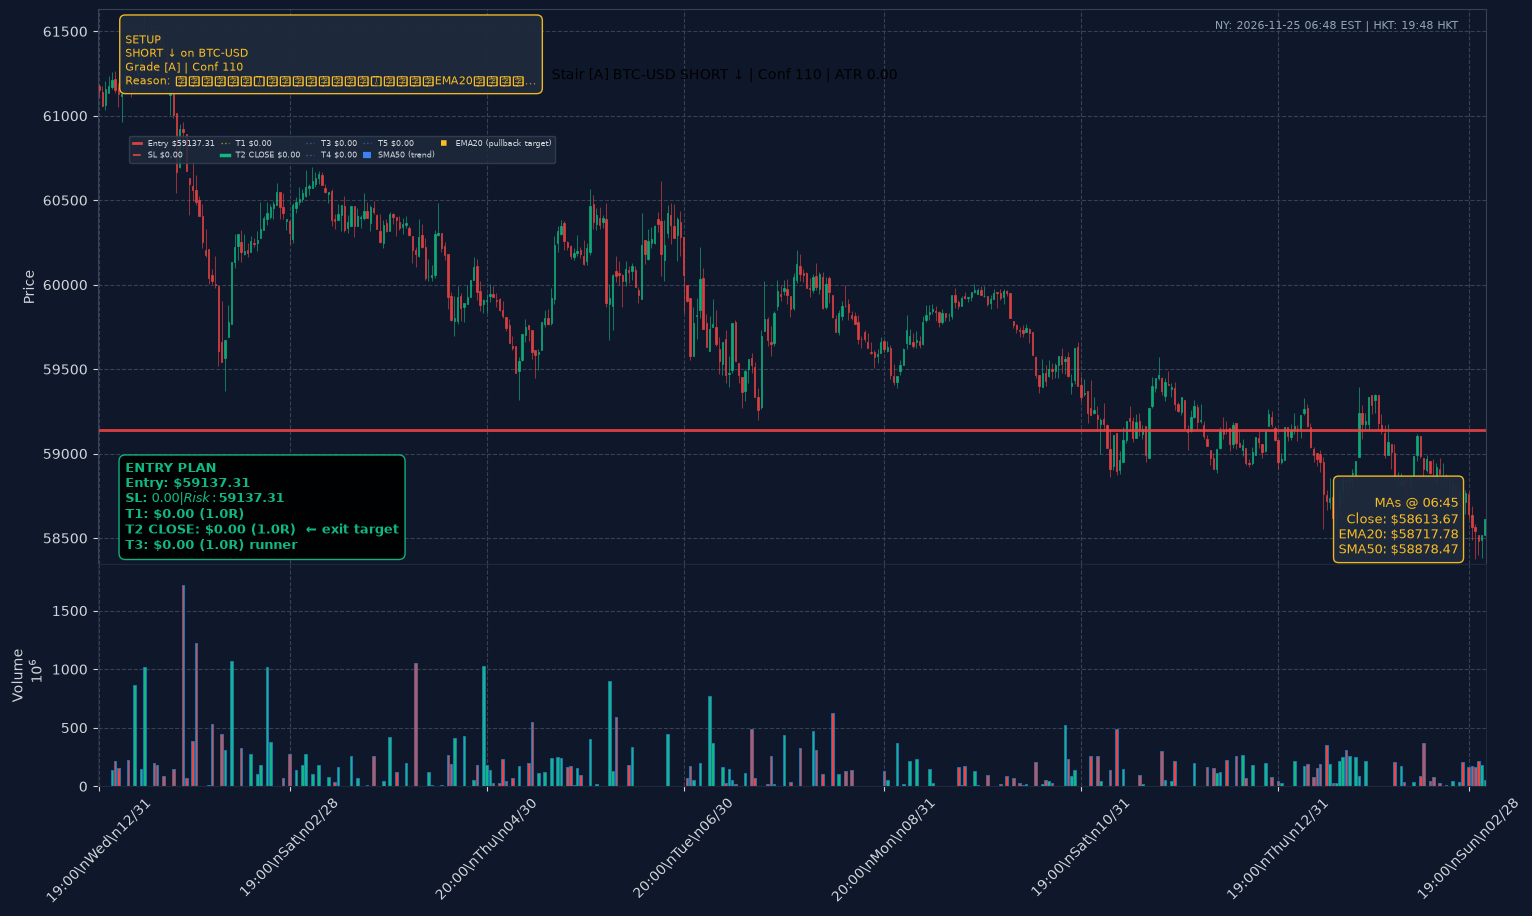 NY: 2026-11-25 06:48 EST | HKT: 19:48 HKT
SETUP
SHORT ↓ on BTC-USD
Grade [A] | Conf 110
Reason: EMA20...
Stair [A] BTC-USD SHORT ↓ | Conf 110 | ATR 0.00
Entry $59137.31
SL $0.00
T1 $0.00
T2 CLOSE $0.00
T3 $0.00
T4 $0.00
T5 $0.00
SMA50 (trend)
EMA20 (pullback target)
Price
61500
61000
60500
60000
59500
59000
58500
ENTRY PLAN
Entry: $59137.31
SL: 0.00|Risk:59137.31
T1: $0.00 (1.0R)
T2 CLOSE: $0.00 (1.0R) ← exit target
T3: $0.00 (1.0R) runner
MAs @ 06:45
Close: $58613.67
EMA20: $58717.78
SMA50: $58878.47
Volume
10⁶
1500
1000
500
0
19:00\nWed\n12/31
19:00\nSat\n02/28
20:00\nThu\n04/30
20:00\nTue\n06/30
20:00\nMon\n08/31
19:00\nSat\n10/31
19:00\nThu\n12/31
19:00\nSun\n02/28